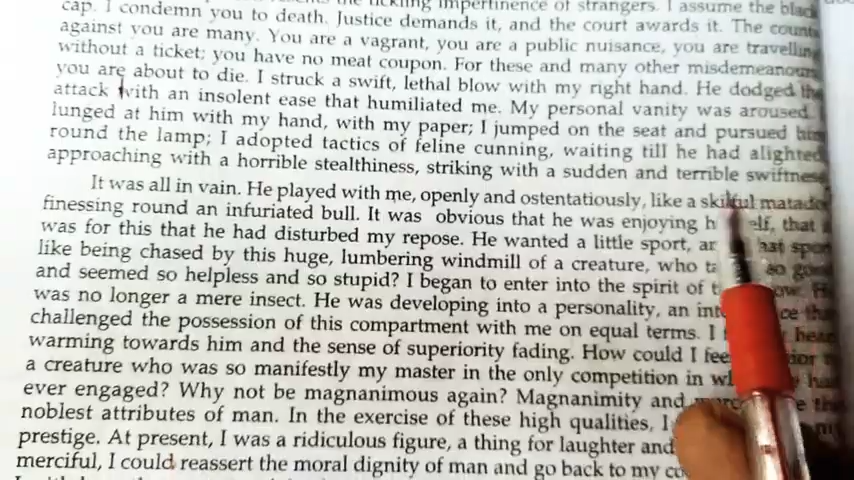 impertinence of strangers. I assume the black
cap. I condemn you to death. Justice demands it, and the court awards it. The counts
against you are many. You are a vagrant, you are a public nuisance, you are travelling
without a ticket; you have no meat coupon. For these and many other misdemeanours
you are about to die. I struck a swift, lethal blow with my right hand. He dodged the
attack with an insolent ease that humiliated me. My personal vanity was aroused. I
lunged at him with my hand, with my paper; I jumped on the seat and pursued him
round the lamp; I adopted tactics of feline cunning, waiting till he had alighted,
approaching with a horrible stealthiness, striking with a sudden and terrible swiftness
It was all in vain. He played with me, openly and ostentatiously, like a skilful matador
finessing round an infuriated bull. It was obvious that he was enjoying that
was for this that he had disturbed my repose. He wanted a little sport,
like being chased by this huge, lumbering windmill of a creature, who so
and seemed so helpless and so stupid? I began to enter into the spirit of
was no longer a mere insect. He was developing into a personality, an
challenged the possession of this compartment with me on equal terms. I
warming towards him and the sense of superiority fading. How could I
a creature who was so manifestly my master in the only competition in
ever engaged? Why not be magnanimous again? Magnanimity and
noblest attributes of man. In the exercise of these high qualities, I
prestige. At present, I was a ridiculous figure, a thing for laughter and
merciful, I could reassert the moral dignity of man and go back to my